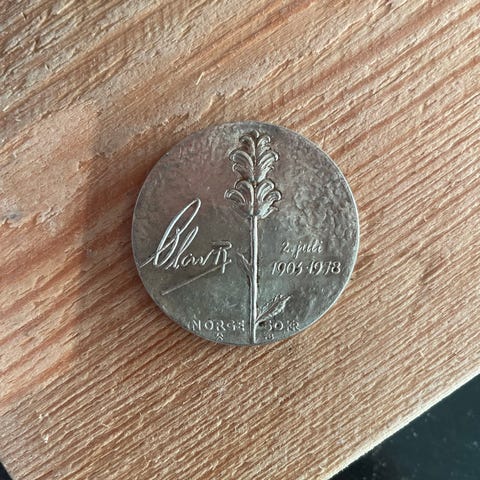 Olav R
2. juli
1903-1978
NORGE 50 KR